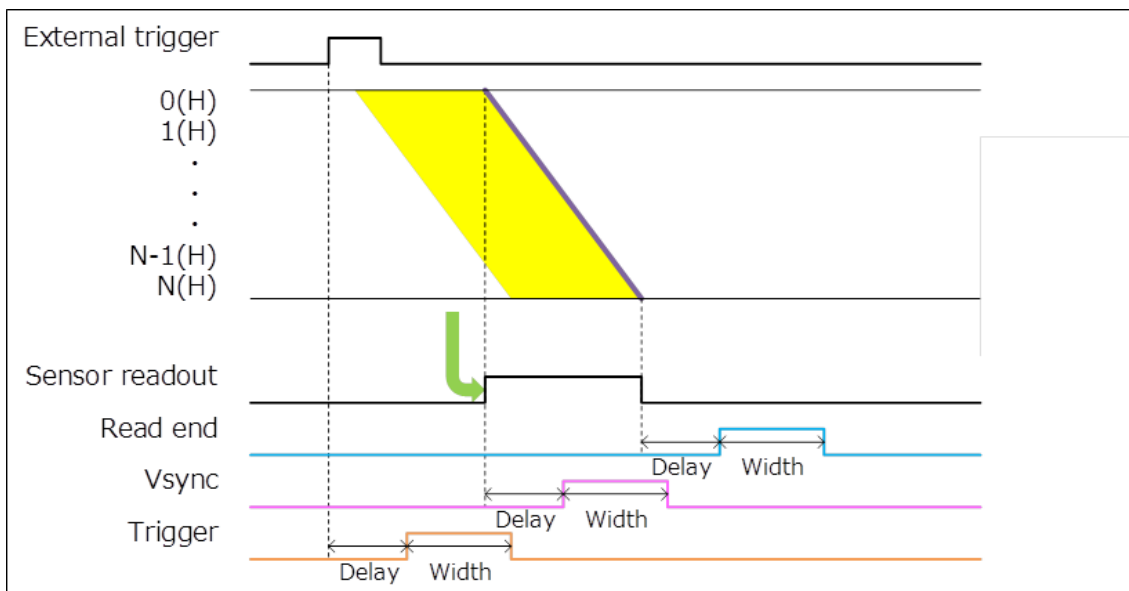 External trigger
0(H)
1(H)
.
.
.
N-1(H)
N(H)
Sensor readout
Read end
Delay Width
Vsync
Delay Width
Trigger
Delay Width